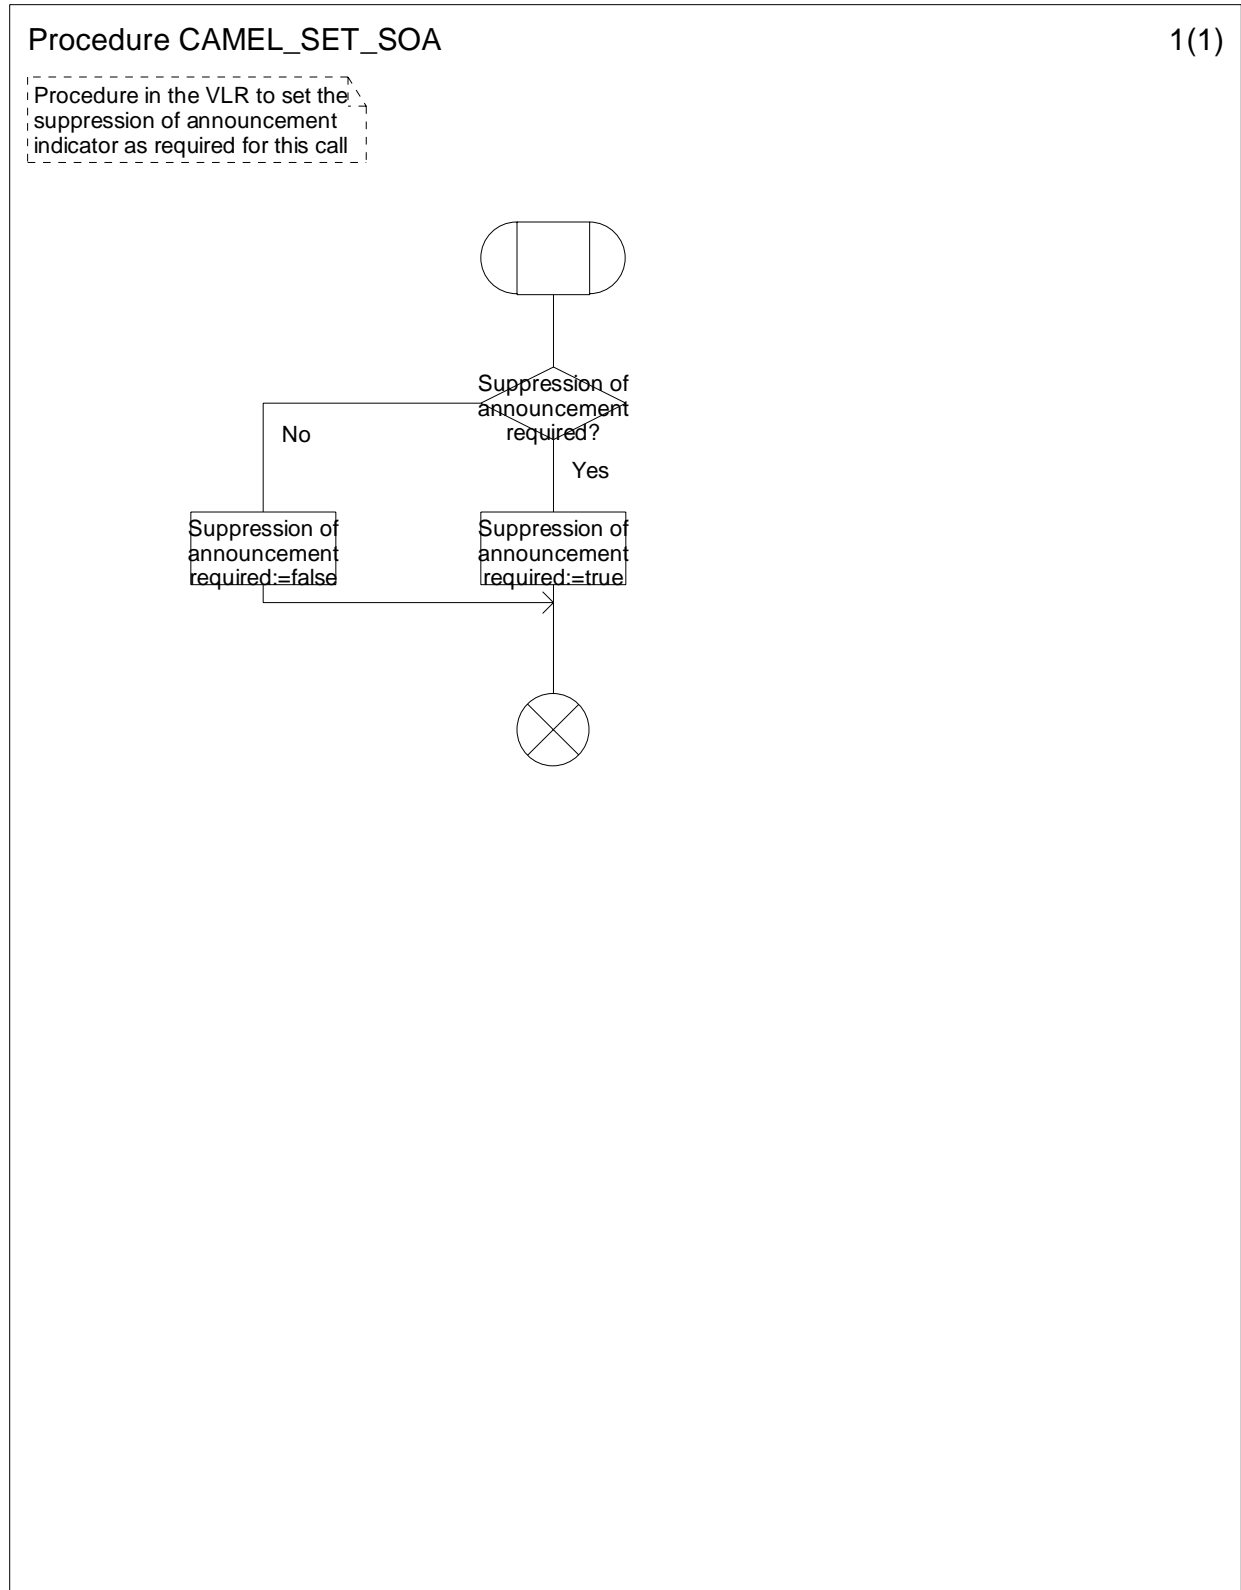 Procedure CAMEL_SET_SOA
1(1)
Procedure in the VLR to set the
suppression of announcement
indicator as required for this call
Suppression of
announcement
required?
No
Yes
Suppression of
announcement
required:=false
Suppression of
announcement
required:=true